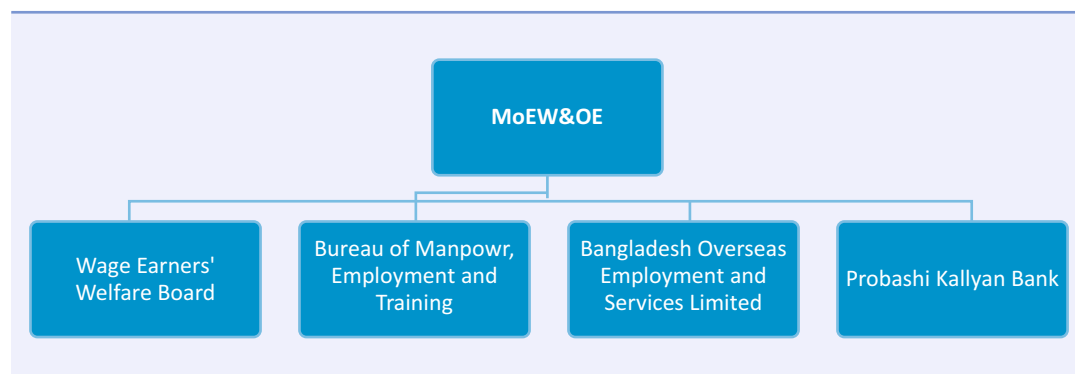 MoEW&OE
Wage Earners'
Welfare Board
Bureau of Manpowr,
Employment and
Training
Bangladesh Overseas
Employment and
Services Limited
Probashi Kallyan Bank